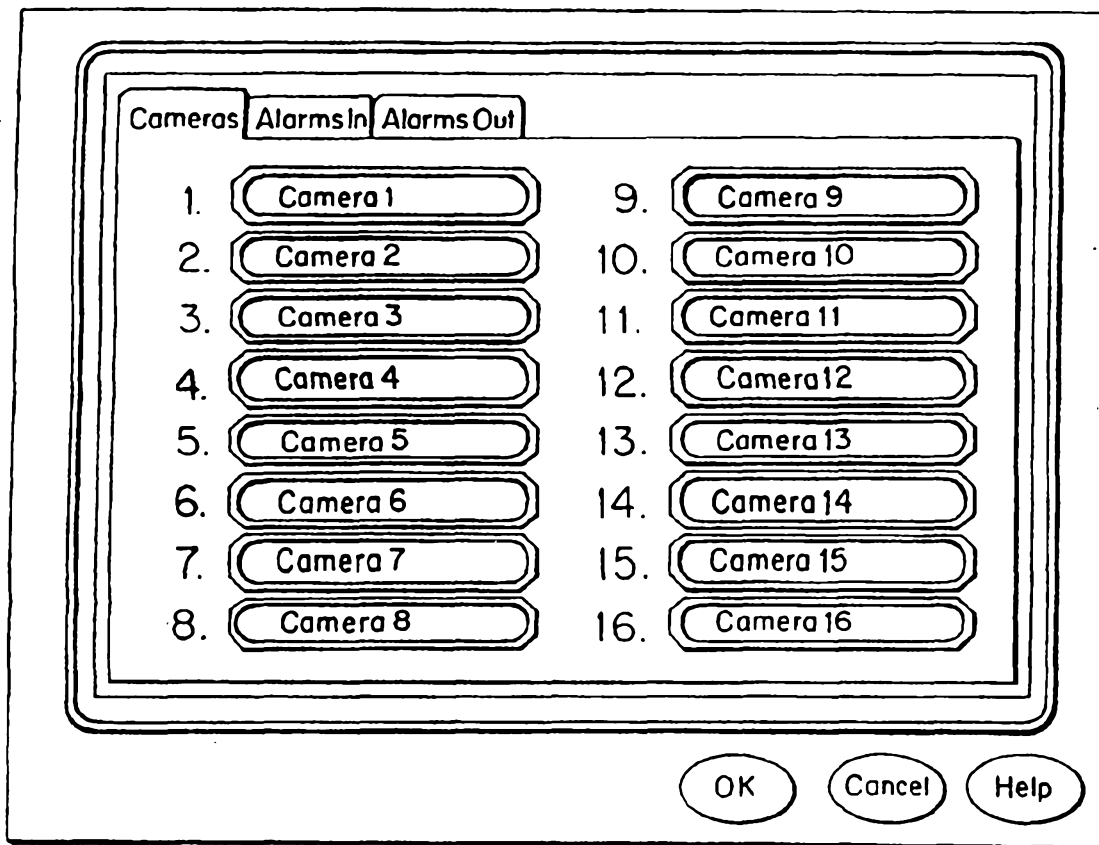 Cameras Alarms In Alarms Out
1. Camera 1
2. Camera 2
3. Camera 3
4. Camera 4
5. Camera 5
6. Camera 6
7. Camera 7
8. Camera 8
9. Camera 9
10. Camera 10
11. Camera 11
12. Camera 12
13. Camera 13
14. Camera 14
15. Camera 15
16. Camera 16
OK Cancel Help